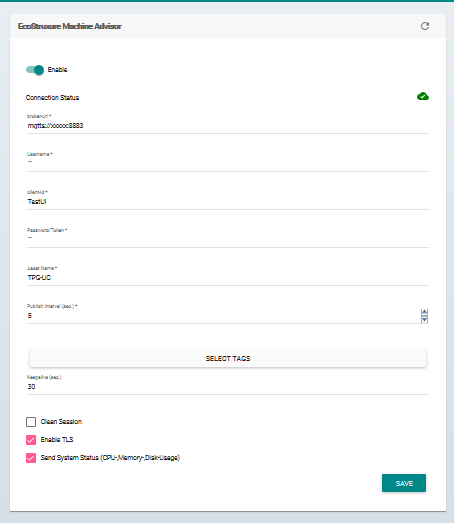 EcoStruxure Machine Advisor
Enable
Connection Status
brokerurl *
mqtts://xxxxx:8883
Username *
–
client-id *
TestUI
Password/Token *
–
Asset Name *
TPG-UC
Publish Interval (sec.) *
5
SELECT TAGS
Keepalive (sec.)
30
Clean Session
Enable TLS
Send System Status (CPU-,Memory-,Disk-Usage)
SAVE